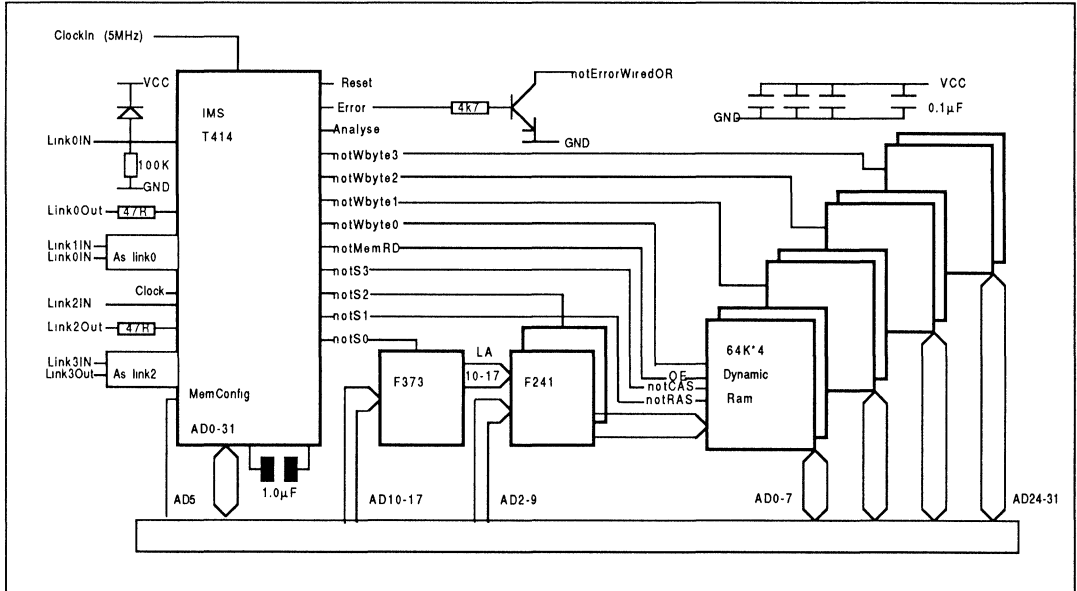 ClockIn (5MHz)
VCC
IMS
T414
Link0IN
100K
GND
Link0Out
47R
Link1IN
Link0IN
As link0
Clock
Link2IN
Link2Out
47R
Link3IN
Link3Out
As link2
MemConfig
AD0-31
Reset
Error
Analyse
notWbyte3
notWbyte2
notWbyte1
notWbyte0
notMemRD
notS3
notS2
notS1
notS0
4k7
notErrorWiredOR
GND
VCC
GND
0.1µF
F373
LA
10-17
F241
64K*4
Dynamic
Ram
OE
notCAS
notRAS
1.0µF
AD5
AD10-17
AD2-9
AD0-7
AD24-31